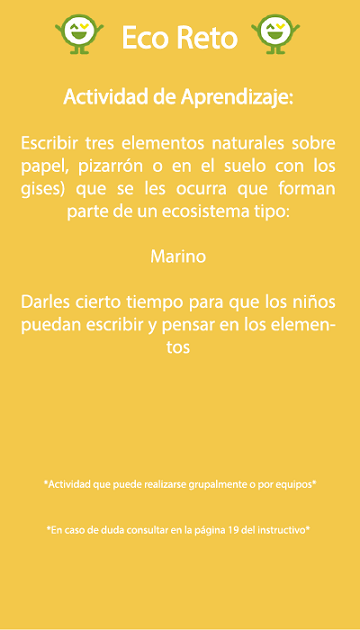 Eco Reto
Actividad de Aprendizaje:
Escribir tres elementos naturales sobre
papel, pizarrón o en el suelo con los
gises) que se les ocurra que forman
parte de un ecosistema tipo:
Marino
Darles cierto tiempo para que los niños
puedan escribir y pensar en los elemen-
tos
*Actividad que puede realizarse grupalmente o por equipos*
*En caso de duda consultar en la página 19 del instructivo*